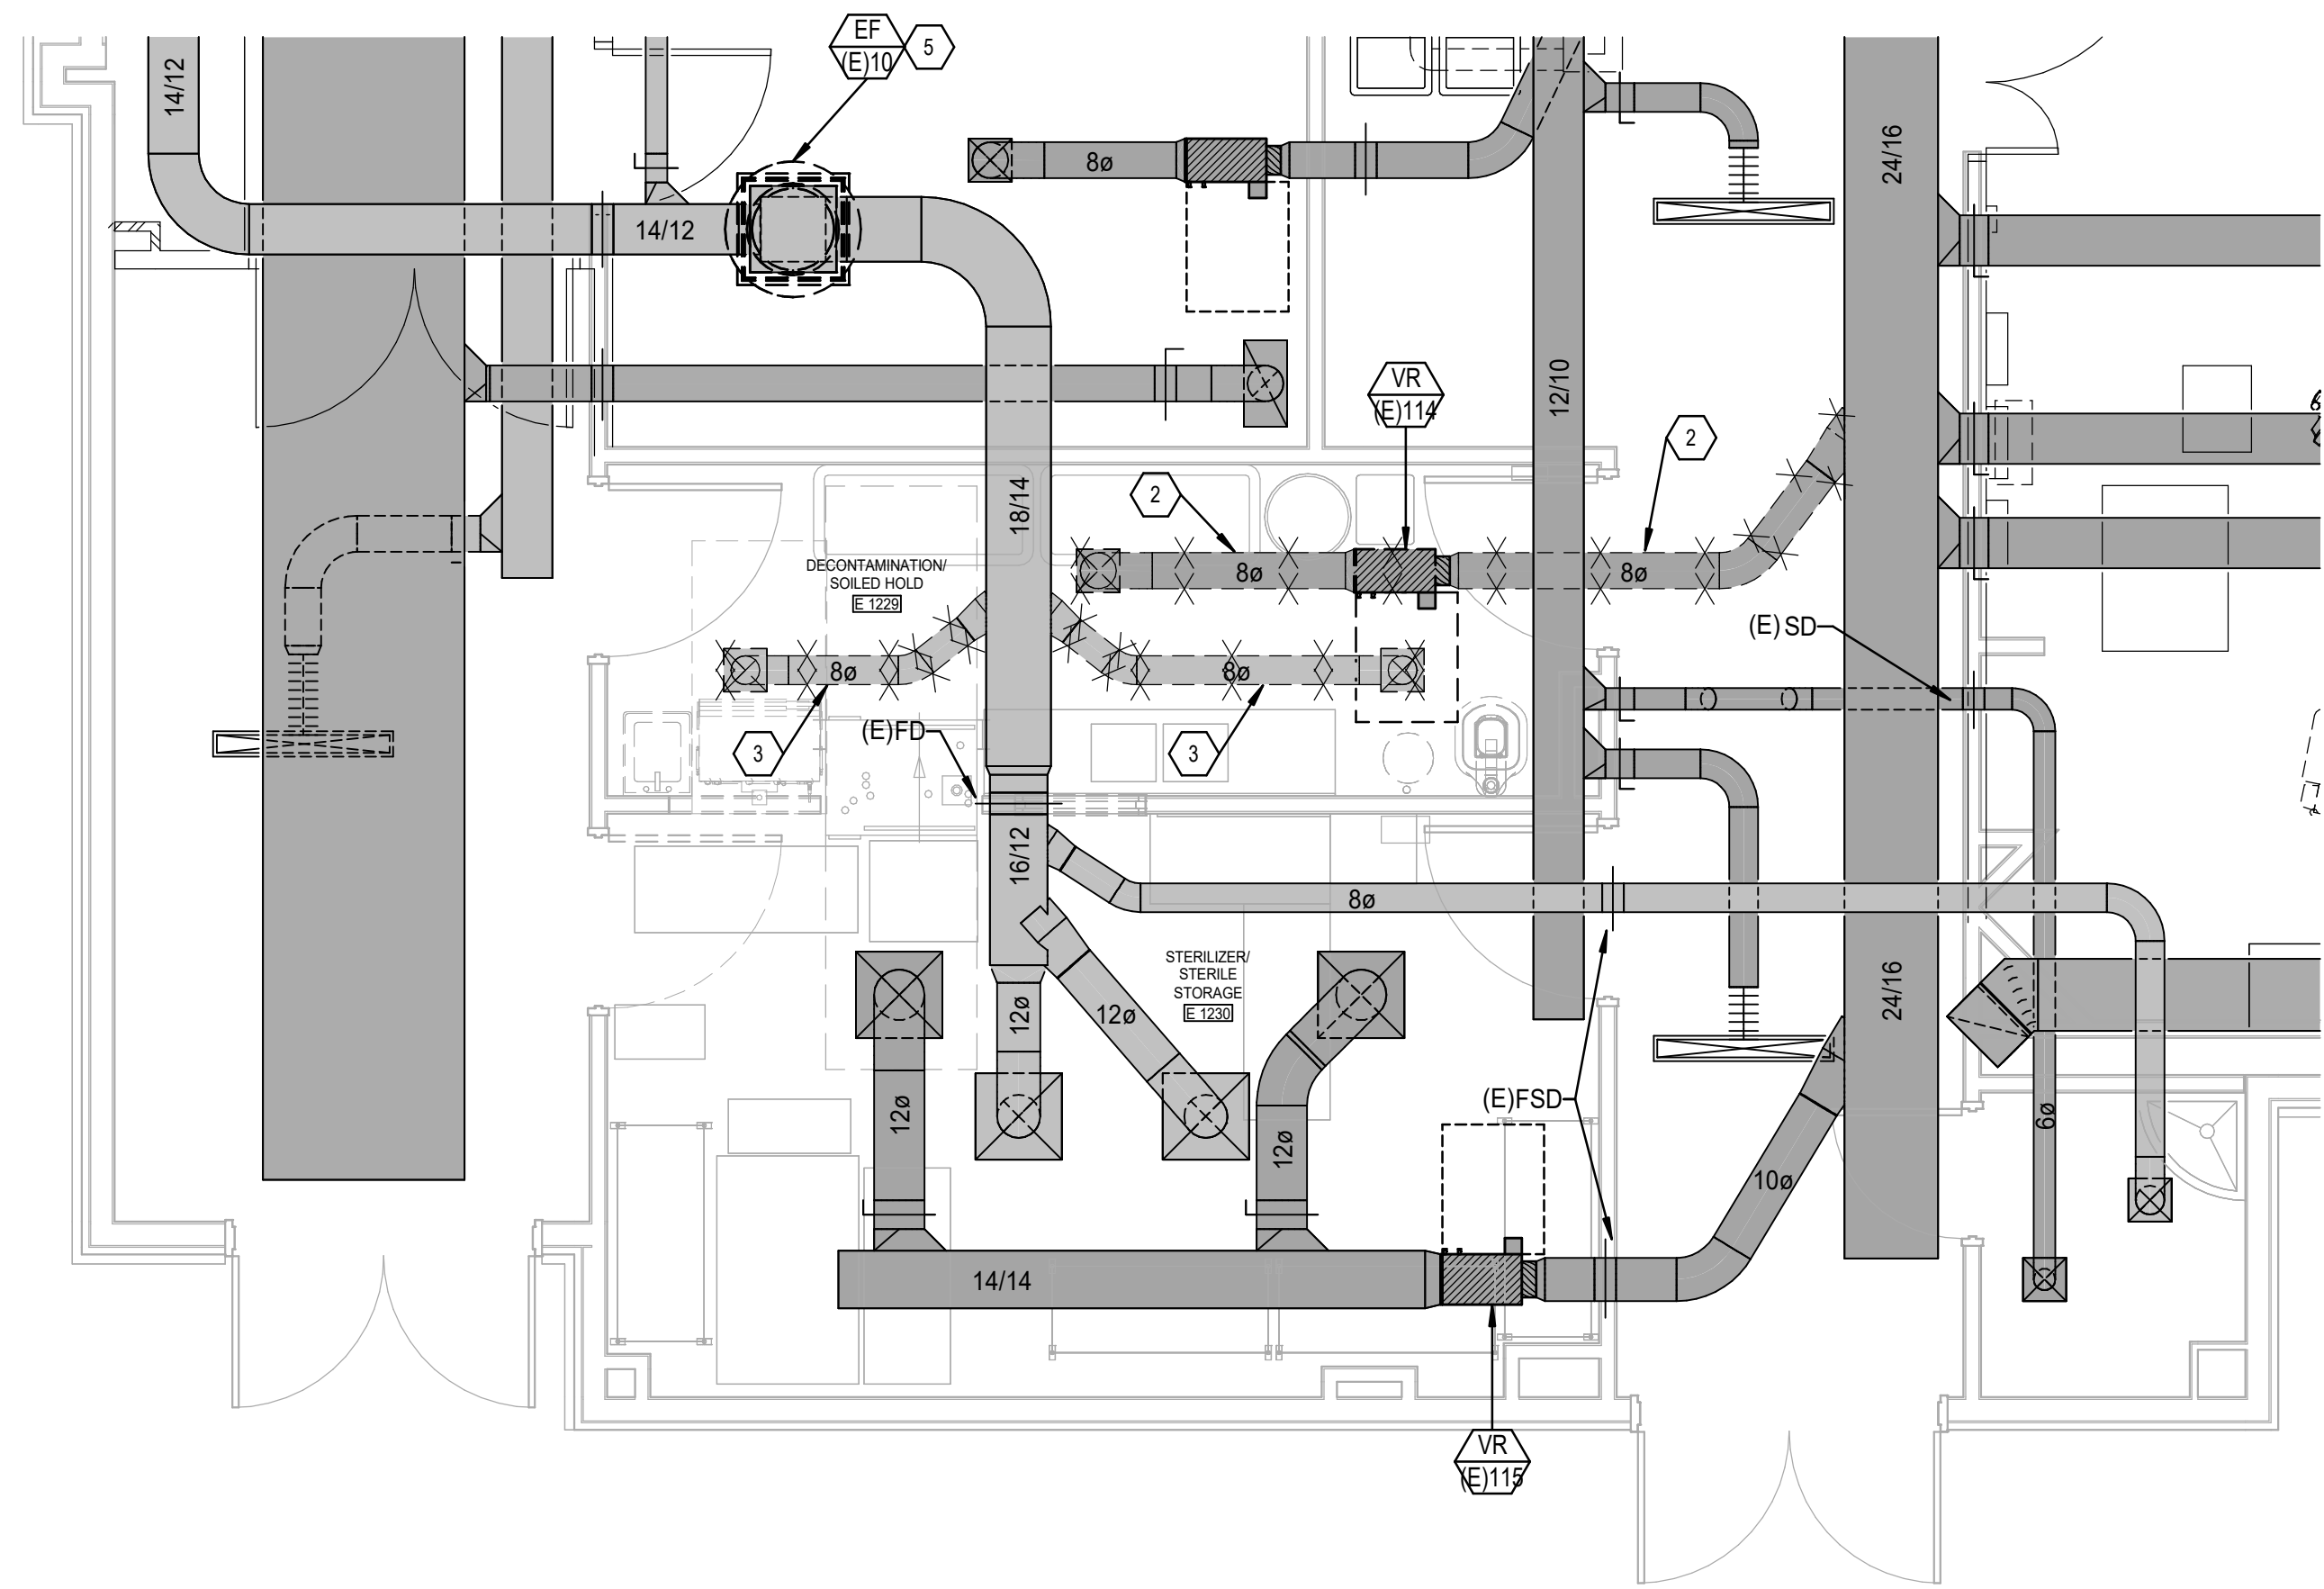 EF
(E)10
5
14/12
24/16
8ø
14/12
VR
(E)114
12/10
2
2
18/14
DECONTAMINATION/
SOILED HOLD
E 1229
8ø
8ø
(E) SD
8ø
8ø
3
(E)FD
3
16/12
8ø
STERILIZER/
STERILE
STORAGE
E 1230
24/16
12ø
12ø
12ø
12ø
(E)FSD
6ø
10ø
14/14
VR
(E)115